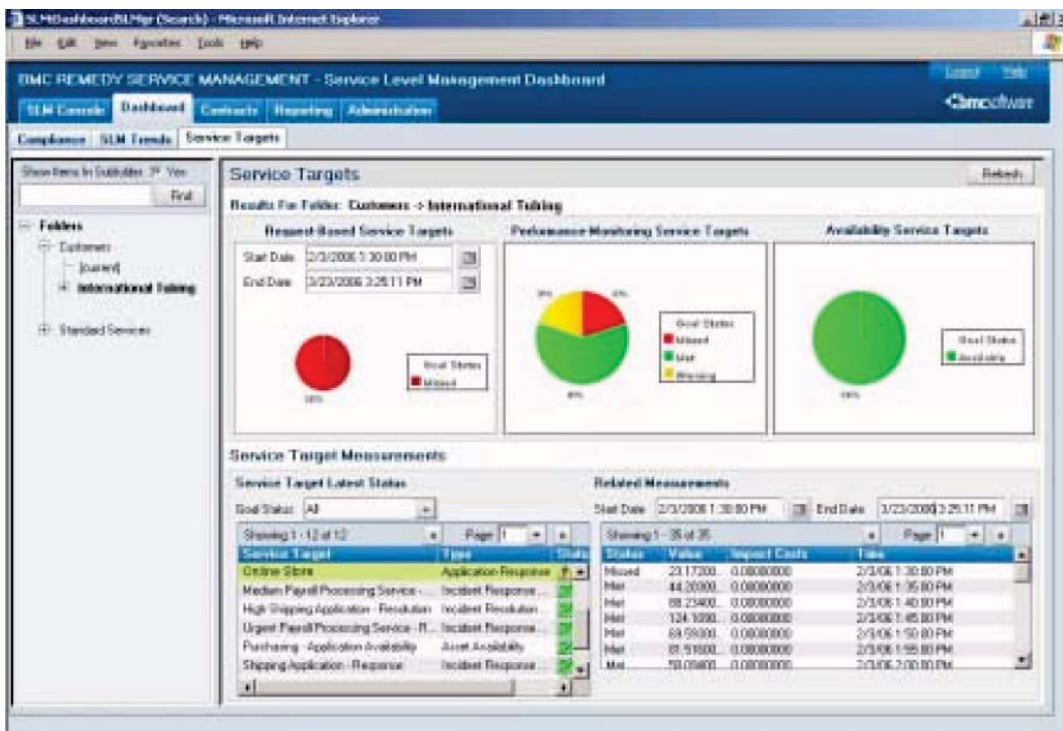 SLMDashboardSLMgr (Search) - Microsoft Internet Explorer
File Edit View Favorites Tools Help
BMC REMEDY SERVICE MANAGEMENT - Service Level Management Dashboard
Logout Help
SLM Console Dashboard Contracts Reporting Administration
bmcsoftware
Compliance SLM Trends Service Targets
Show Items In Subfolder Yes
Find
Folders
Customers
[current]
International Tubing
Standard Services
Service Targets
Refresh
Results For Folder: Customers -> International Tubing
Request-Based Service Targets
Start Date 2/3/2006 1:30:00 PM
End Date 3/23/2006 3:25:11 PM
Goal Status
Missed
Performance Monitoring Service Targets
Goal Status
Missed
Met
Warning
Availability Service Targets
Goal Status
Available
Service Target Measurements
Service Target Latest Status
Goal Status All
Showing 1 - 12 of 12 Page 1
Service Target Type Status
Online Store Application Response
Medium Payroll Processing Service - ... Incident Response ...
High Shipping Application - Resolution Incident Resolution ...
Urgent Payroll Processing Service - R... Incident Response ...
Purchasing - Application Availability Asset Availability
Shipping Application - Response Incident Response ...
Related Measurements
Start Date 2/3/2006 1:30:00 PM End Date 3/23/2006 3:25:11 PM
Showing 1 - 35 of 35 Page 1
Status Value Impact Costs Time
Missed 23.17200... 0.00000000 2/3/06 1:30:00 PM
Met 44.20300... 0.00000000 2/3/06 1:35:00 PM
Met 88.23400... 0.00000000 2/3/06 1:40:00 PM
Met 124.1090... 0.00000000 2/3/06 1:45:00 PM
Met 69.59300... 0.00000000 2/3/06 1:50:00 PM
Met 81.51600... 0.00000000 2/3/06 1:55:00 PM
Met 0.00000000 2/3/06 2:00:00 PM